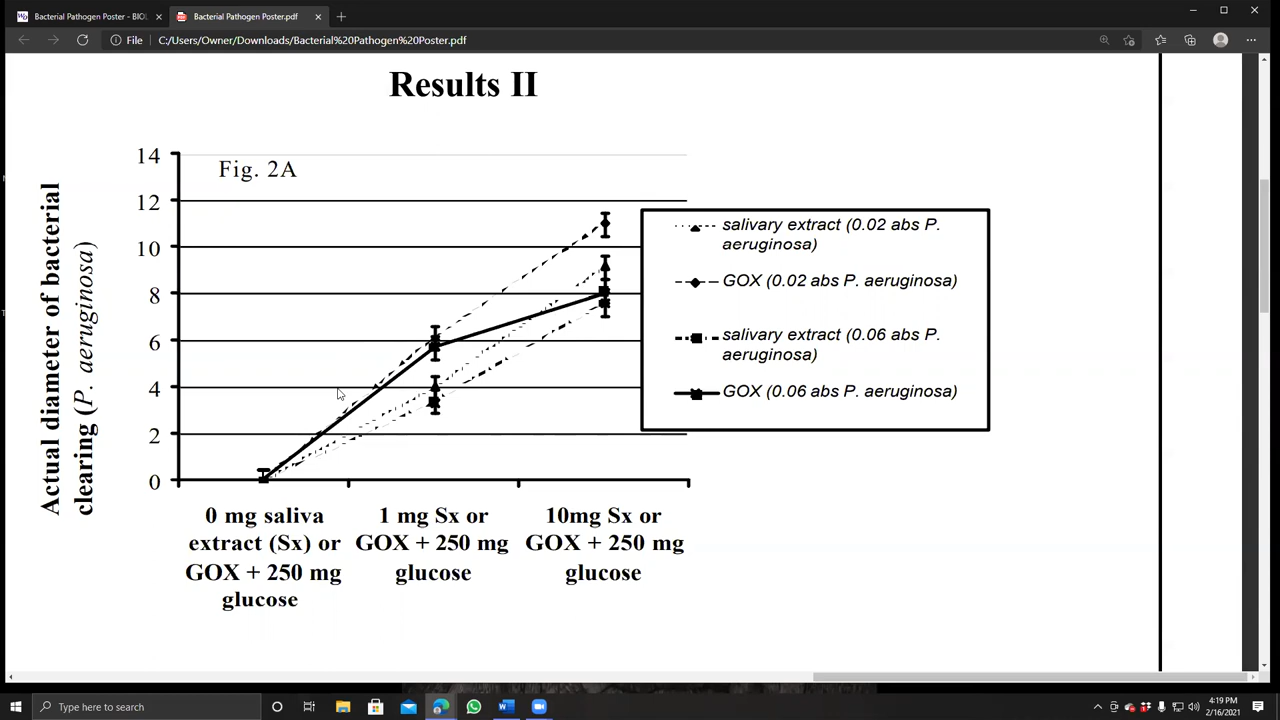 Bacterial Pathogen Poster - BIOL
Bacterial Pathogen Poster.pdf
File
C:/Users/Owner/Downloads/Bacterial%20Pathogen%20Poster.pdf
Results II
Fig. 2A
Actual diameter of bacterial
clearing (P. aeruginosa)
14
12
10
8
6
4
2
0
salivary extract (0.02 abs P.
aeruginosa)
GOX (0.02 abs P. aeruginosa)
salivary extract (0.06 abs P.
aeruginosa)
GOX (0.06 abs P. aeruginosa)
0 mg saliva
extract (Sx) or
GOX + 250 mg
glucose
1 mg Sx or
GOX + 250 mg
glucose
10mg Sx or
GOX + 250 mg
glucose
Type here to search
4:19 PM
2/16/2021